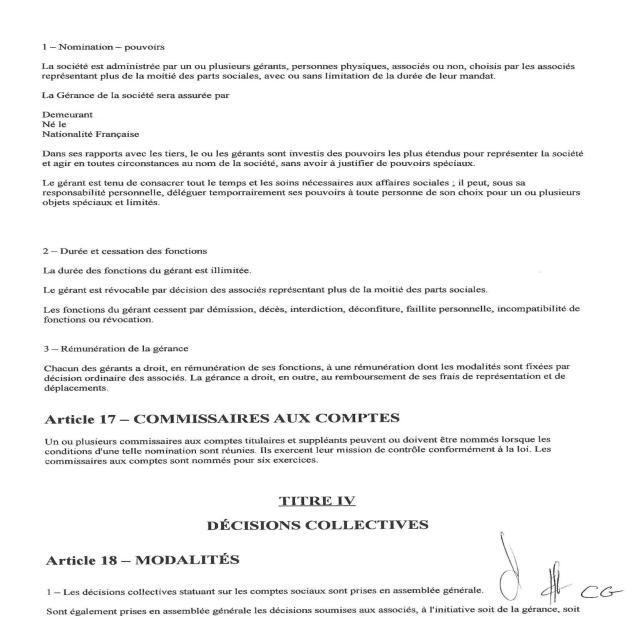 1 – Nomination – pouvoirs
La société est administrée par un ou plusieurs gérants, personnes physiques, associés ou non, choisis par les associés
représentant plus de la moitié des parts sociales, avec ou sans limitation de la durée de leur mandat.
La Gérance de la société sera assurée par
Demeurant
Né le
Nationalité Française
Dans ses rapports avec les tiers, le ou les gérants sont investis des pouvoirs les plus étendus pour représenter la société
et agir en toutes circonstances au nom de la société, sans avoir à justifier de pouvoirs spéciaux.
Le gérant est tenu de consacrer tout le temps et les soins nécessaires aux affaires sociales ; il peut, sous sa
responsabilité personnelle, déléguer temporairement ses pouvoirs à toute personne de son choix pour un ou plusieurs
objets spéciaux et limités.
2 – Durée et cessation des fonctions
La durée des fonctions du gérant est illimitée.
Le gérant est révocable par décision des associés représentant plus de la moitié des parts sociales.
Les fonctions du gérant cessent par démission, décès, interdiction, déconfiture, faillite personnelle, incompatibilité de
fonctions ou révocation.
3 – Rémunération de la gérance
Chacun des gérants a droit, en rémunération de ses fonctions, à une rémunération dont les modalités sont fixées par
décision ordinaire des associés. La gérance a droit, en outre, au remboursement de ses frais de représentation et de
déplacements.
Article 17 – COMMISSAIRES AUX COMPTES
Un ou plusieurs commissaires aux comptes titulaires et suppléants peuvent ou doivent être nommés lorsque les
conditions d'une telle nomination sont réunies. Ils exercent leur mission de contrôle conformément à la loi. Les
commissaires aux comptes sont nommés pour six exercices.
TITRE IV
DÉCISIONS COLLECTIVES
Article 18 – MODALITÉS
1 – Les décisions collectives statuant sur les comptes sociaux sont prises en assemblée générale.
CG
Sont également prises en assemblée générale les décisions soumises aux associés, à l'initiative soit de la gérance, soit